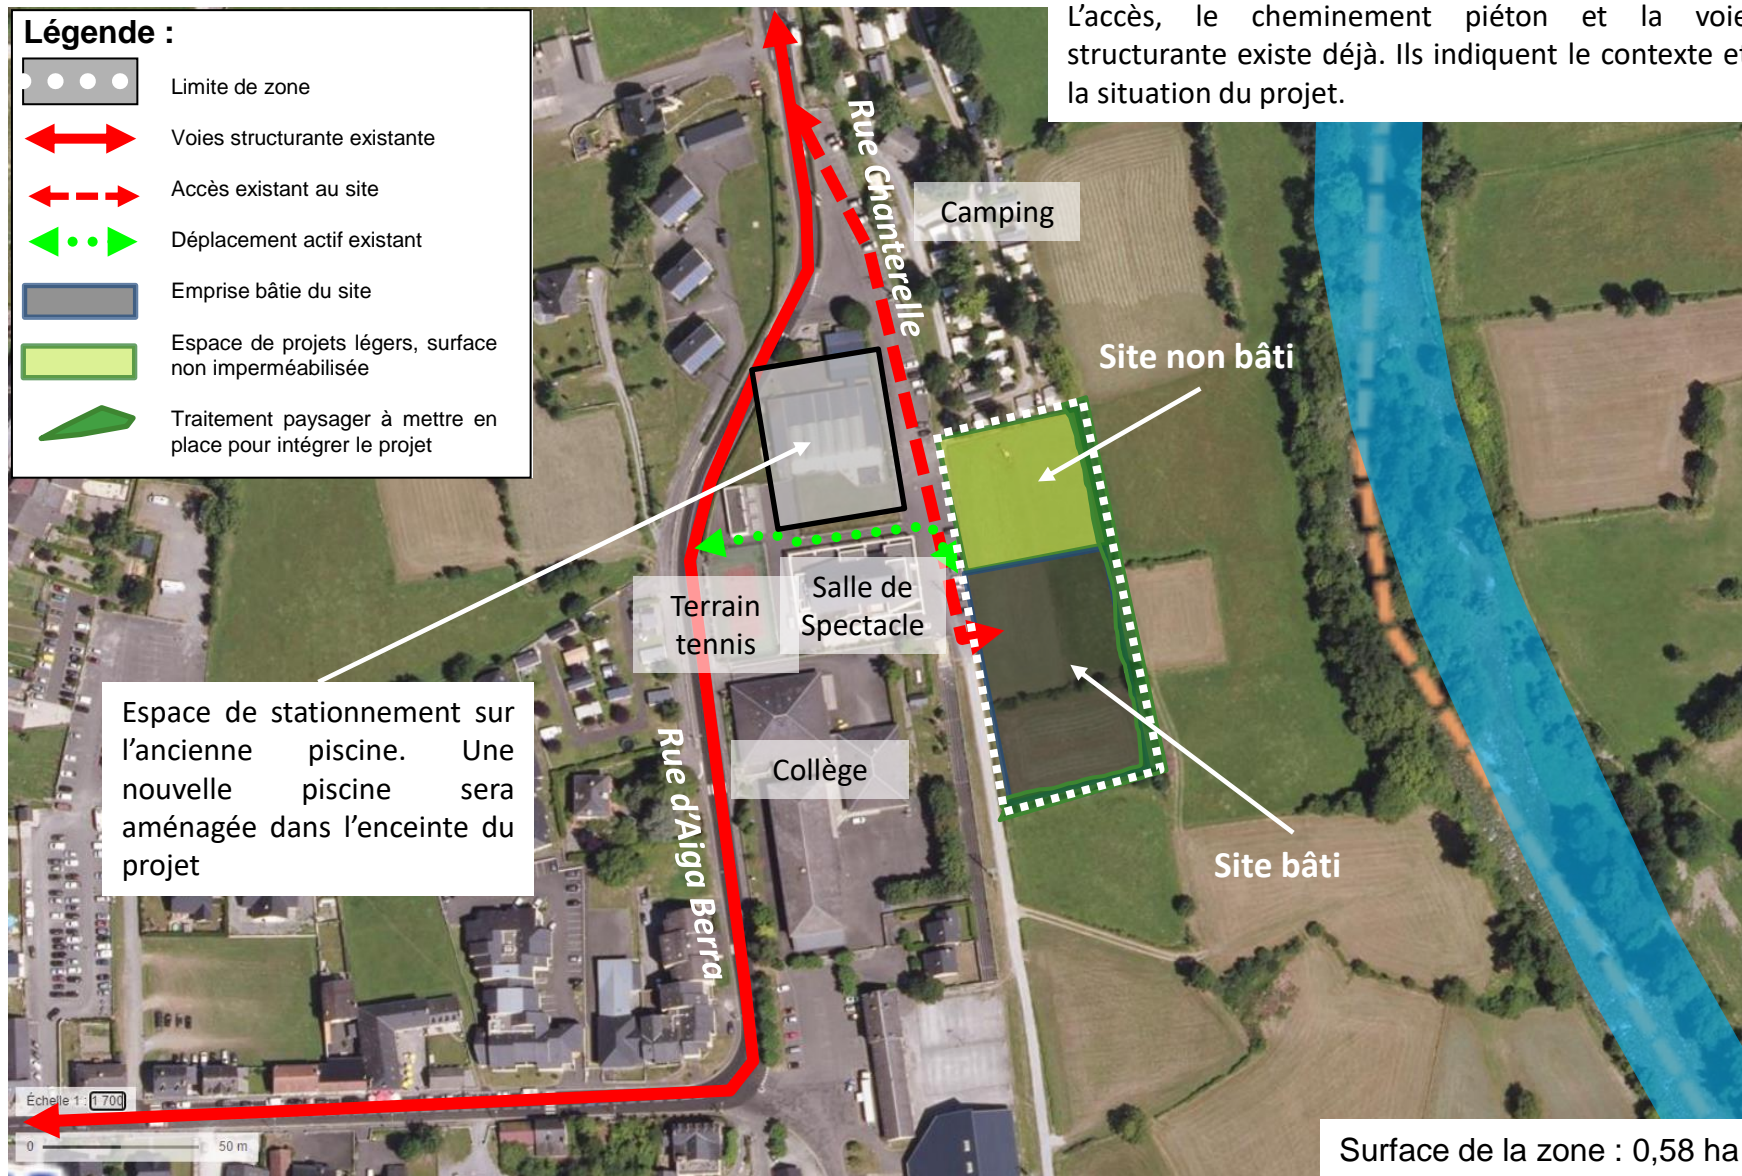 Légende :
Limite de zone
Voies structurante existante
Accès existant au site
Déplacement actif existant
Emprise bâtie du site
Espace de projets légers, surface
non imperméabilisée
Traitement paysager à mettre en
place pour intégrer le projet
L'accès, le cheminement piéton et la voie
structurante existe déjà. Ils indiquent le contexte et
la situation du projet.
Rue Chanterelle
Camping
Site non bâti
Terrain
tennis
Salle de
Spectacle
Espace de stationnement sur
l'ancienne piscine. Une
nouvelle piscine sera
aménagée dans l'enceinte du
projet
Rue d'Aiga Berra
Collège
Site bâti
Échelle 1 : 1 700
0 50 m
Surface de la zone : 0,58 ha